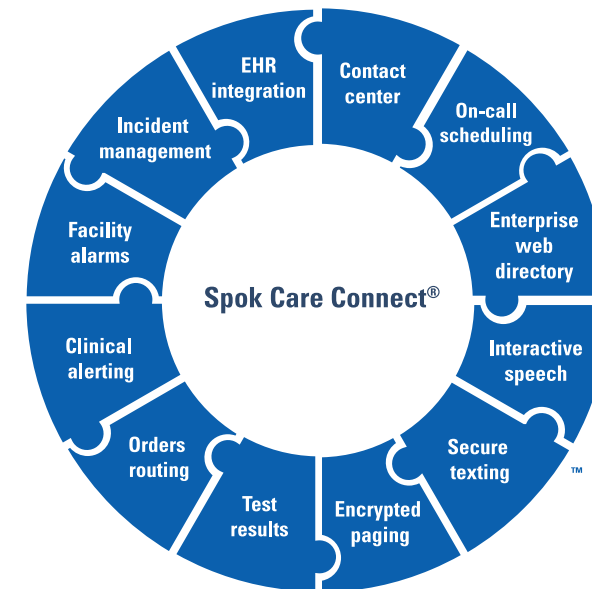 EHR
integration
Contact
center
On-call
scheduling
Enterprise
web
directory
Interactive
speech
Secure
texting
™
Encrypted
paging
Test
results
Orders
routing
Clinical
alerting
Facility
alarms
Incident
management
Spok Care Connect®